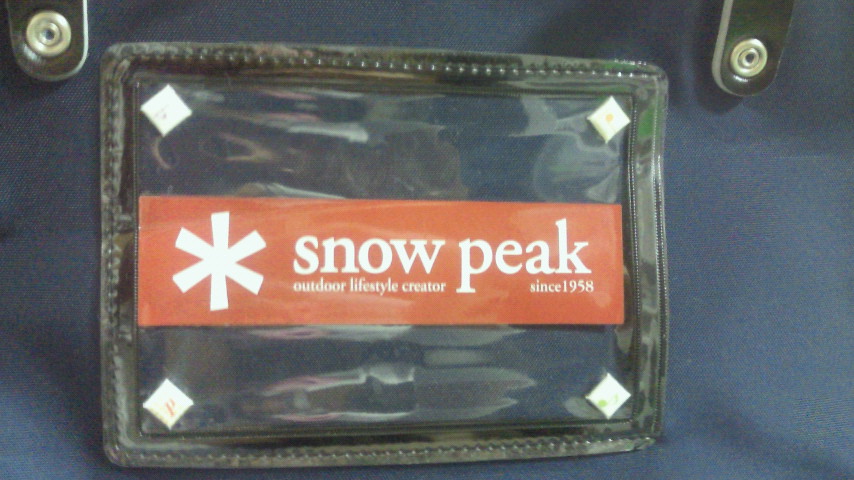 snow peak
outdoor lifestyle creator since1958